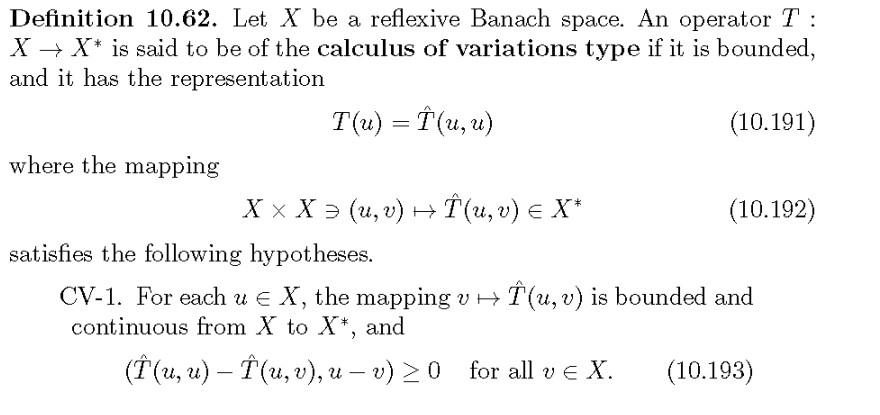 Definition 10.62. Let X be a reflexive Banach space. An operator T :
X → X* is said to be of the calculus of variations type if it is bounded,
and it has the representation
T(u) = T̂(u, u) (10.191)
where the mapping
X × X ∋ (u, v) ↦ T̂(u, v) ∈ X* (10.192)
satisfies the following hypotheses.
CV-1. For each u ∈ X, the mapping v ↦ T̂(u, v) is bounded and
continuous from X to X*, and
(T̂(u, u) − T̂(u, v), u − v) ≥ 0 for all v ∈ X. (10.193)